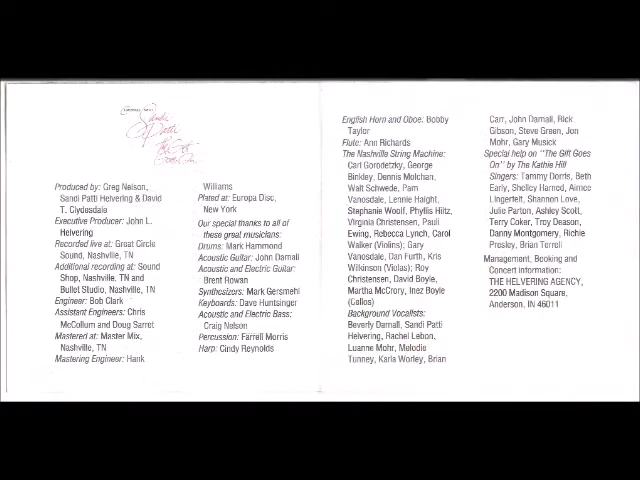 Sandi
Patti
The Gift
Goes On
Produced by: Greg Nelson,
Sandi Patti Helvering & David
T. Clydesdale
Executive Producer: John L.
Helvering
Recorded live at: Great Circle
Sound, Nashville, TN
Additional recording at: Sound
Shop, Nashville, TN and
Bullet Studio, Nashville, TN
Engineer: Bob Clark
Assistant Engineers: Chris
McCollum and Doug Sarret
Mastered at: Master Mix,
Nashville, TN
Mastering Engineer: Hank
Williams
Plated at: Europa Disc,
New York
Our special thanks to all of
these great musicians:
Drums: Mark Hammond
Acoustic Guitar: John Darnall
Acoustic and Electric Guitar:
Brent Rowan
Synthesizers: Mark Gersmehl
Keyboards: Dave Huntsinger
Acoustic and Electric Bass:
Craig Nelson
Percussion: Farrell Morris
Harp: Cindy Reynolds
English Horn and Oboe: Bobby
Taylor
Flute: Ann Richards
The Nashville String Machine:
Carl Gorodetzky, George
Binkley, Dennis Molchan,
Walt Schwede, Pam
Vanosdale, Lennie Haight,
Stephanie Woolf, Phyllis Hiltz,
Virginia Christensen, Pauli
Ewing, Rebecca Lynch, Carol
Walker (Violins); Gary
Vanosdale, Dan Furth, Kris
Wilkinson (Violas); Roy
Christensen, David Boyle,
Martha McCrory, Inez Boyle
(Cellos)
Background Vocalists:
Beverly Darnall, Sandi Patti
Helvering, Rachel Lebon,
Luanne Mohr, Melodie
Tunney, Karla Worley, Brian
Carr, John Darnall, Rick
Gibson, Steve Green, Jon
Mohr, Gary Musick
Special help on "The Gift Goes
On" by The Kathie Hill
Singers: Tammy Dorris, Beth
Early, Shelley Harned, Aimee
Lingerfelt, Shannon Love,
Julie Parton, Ashley Scott,
Terry Coker, Troy Deason,
Danny Montgomery, Richie
Presley, Brian Terrell
Management, Booking and
Concert information:
THE HELVERING AGENCY,
2200 Madison Square,
Anderson, IN 46011